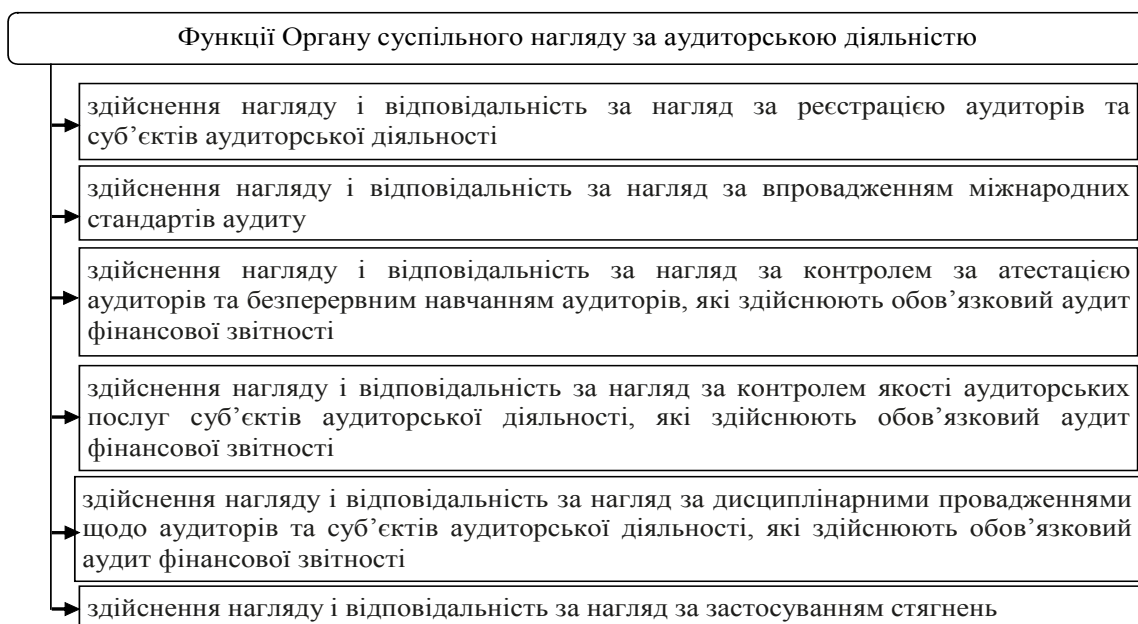 Функції Органу суспільного нагляду за аудиторською діяльністю
здійснення нагляду і відповідальність за нагляд за реєстрацією аудиторів та
суб’єктів аудиторської діяльності
здійснення нагляду і відповідальність за нагляд за впровадженням міжнародних
стандартів аудиту
здійснення нагляду і відповідальність за нагляд за контролем за атестацією
аудиторів та безперервним навчанням аудиторів, які здійснюють обов’язковий аудит
фінансової звітності
здійснення нагляду і відповідальність за нагляд за контролем якості аудиторських
послуг суб’єктів аудиторської діяльності, які здійснюють обов’язковий аудит
фінансової звітності
здійснення нагляду і відповідальність за нагляд за дисциплінарними провадженнями
щодо аудиторів та суб’єктів аудиторської діяльності, які здійснюють обов’язковий
аудит фінансової звітності
здійснення нагляду і відповідальність за нагляд за застосуванням стягнень